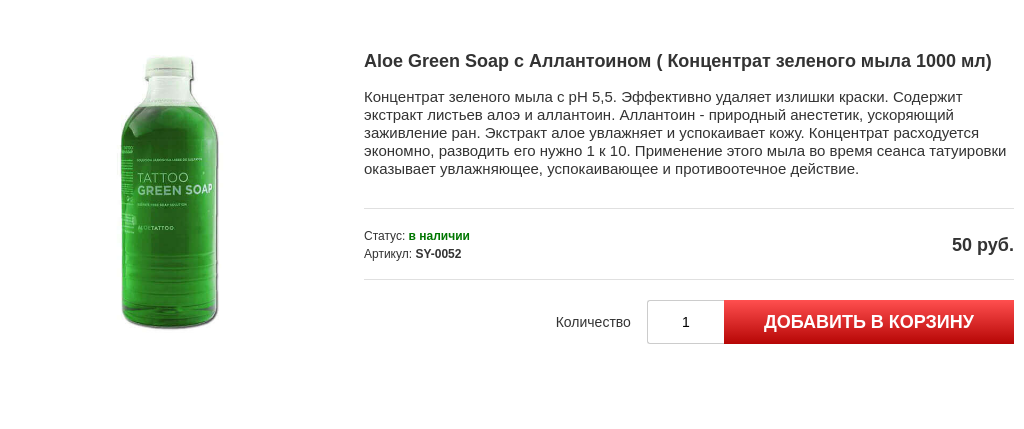 Aloe Green Soap с Аллантоином ( Концентрат зеленого мыла 1000 мл)
Концентрат зеленого мыла с pH 5,5. Эффективно удаляет излишки краски. Содержит
экстракт листьев алоэ и аллантоин. Аллантоин - природный анестетик, ускоряющий
заживление ран. Экстракт алое увлажняет и успокаивает кожу. Концентрат расходуется
экономно, разводить его нужно 1 к 10. Применение этого мыла во время сеанса татуировки
оказывает увлажняющее, успокаивающее и противоотечное действие.
TATTOO
GREEN SOAP
Статус: в наличии
Артикул: SY-0052
50 руб.
Количество
1
ДОБАВИТЬ В КОРЗИНУ